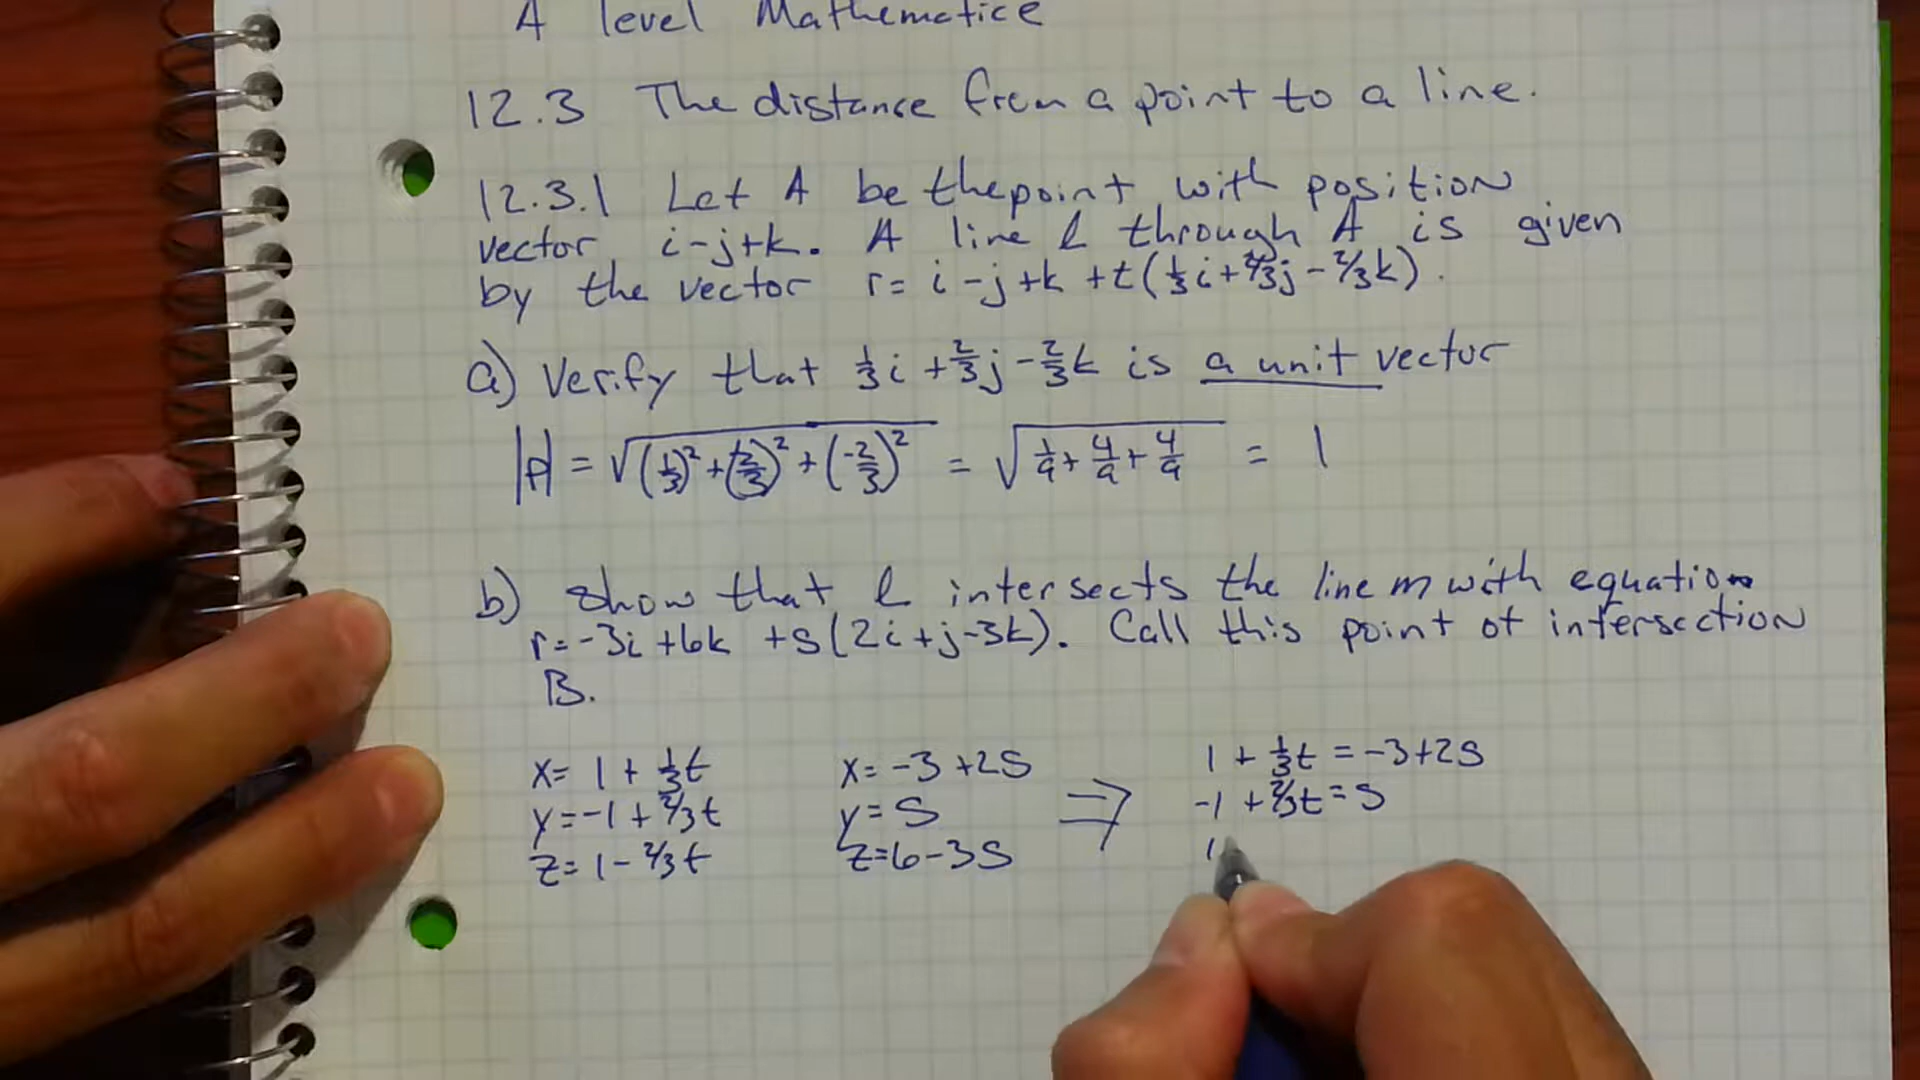 A level Mathematice
12.3 The distance from a point to a line.
12.3.1 Let A be the point with position
vector i-j+k. A line l through A is given
by the vector r= i-j+k +t(⅓i+⅔j-⅔k).
a) Verify that ⅓i+⅔j-⅔k is a unit vector
|r| = √((1/3)²+(2/3)²+(-2/3)²) = √(1/9+4/9+4/9) = 1
b) Show that l intersects the line m with equation
r=-3i+6k +s(2i+j-3k). Call this point of intersection
B.
x= 1+⅓t x=-3+2s ⇒ 1+⅓t=-3+2s
y=-1+⅔t y=s -1+⅔t=s
z=1-⅔t z=6-3s 1